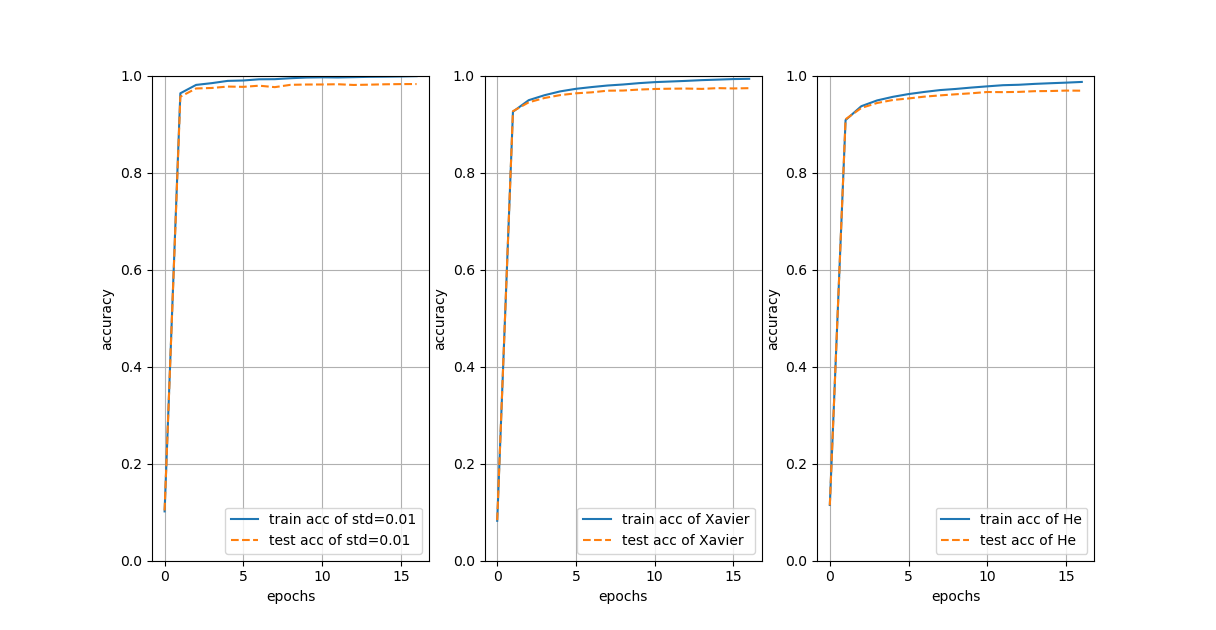 1.0
0.8
0.6
0.4
0.2
0.0
accuracy
0
5
10
15
epochs
train acc of std=0.01
test acc of std=0.01
1.0
0.8
0.6
0.4
0.2
0.0
accuracy
0
5
10
15
epochs
train acc of Xavier
test acc of Xavier
1.0
0.8
0.6
0.4
0.2
0.0
accuracy
0
5
10
15
epochs
train acc of He
test acc of He